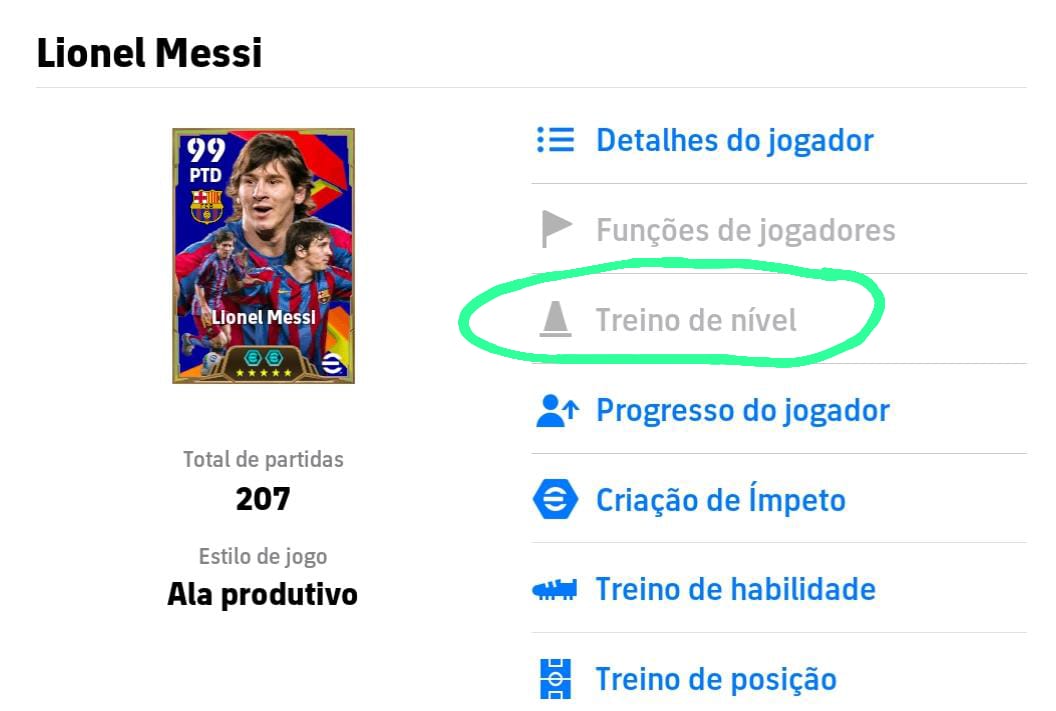 Lionel Messi
99
PTD
Lionel Messi
Total de partidas
207
Estilo de jogo
Ala produtivo
Detalhes do jogador
Funções de jogadores
Treino de nível
Progresso do jogador
Criação de Ímpeto
Treino de habilidade
Treino de posição